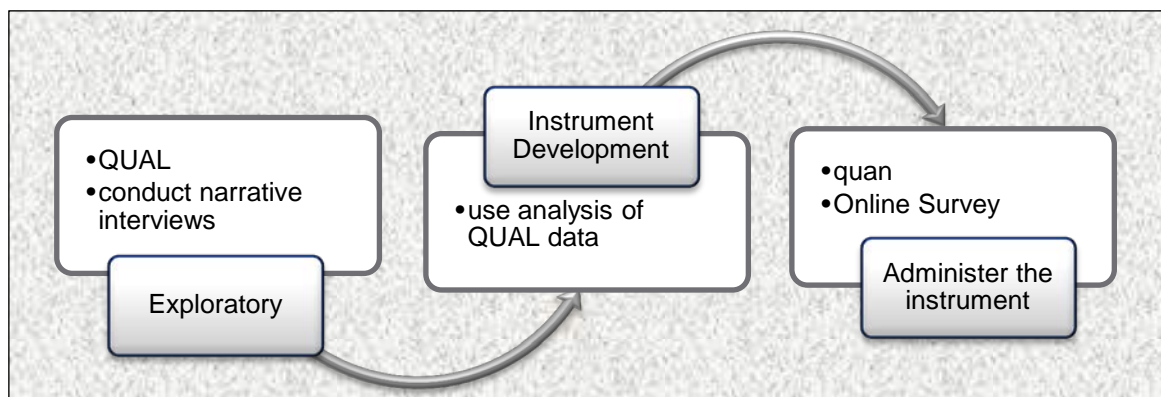 •QUAL
•conduct narrative
interviews
Exploratory
Instrument
Development
•use analysis of
QUAL data
•quan
•Online Survey
Administer the
instrument